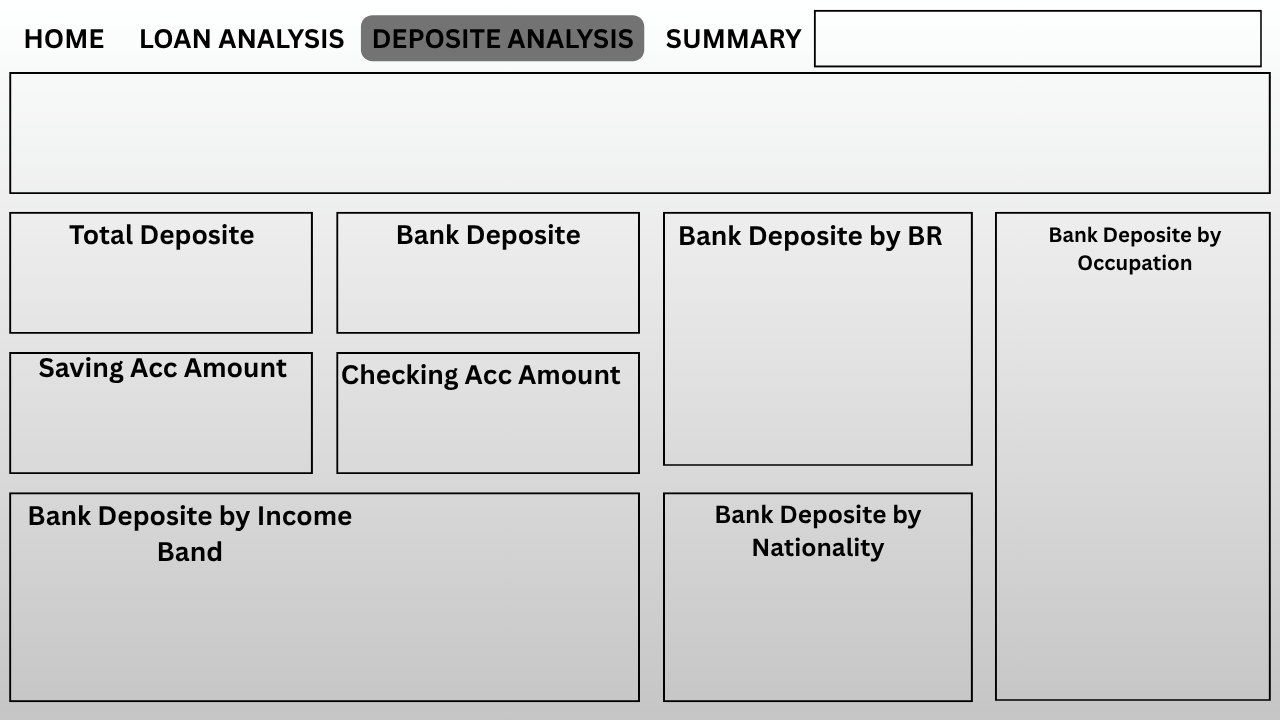 HOME LOAN ANALYSIS DEPOSITE ANALYSIS SUMMARY
Total Deposite
Bank Deposite
Bank Deposite by BR
Bank Deposite by
Occupation
Saving Acc Amount
Checking Acc Amount
Bank Deposite by Income
Band
Bank Deposite by
Nationality